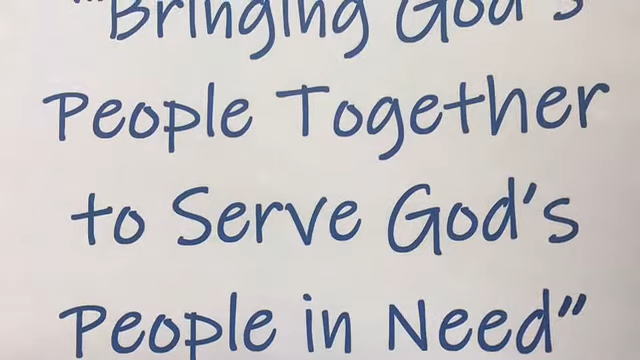 "Bringing God's
People Together
to Serve God's
People in Need"